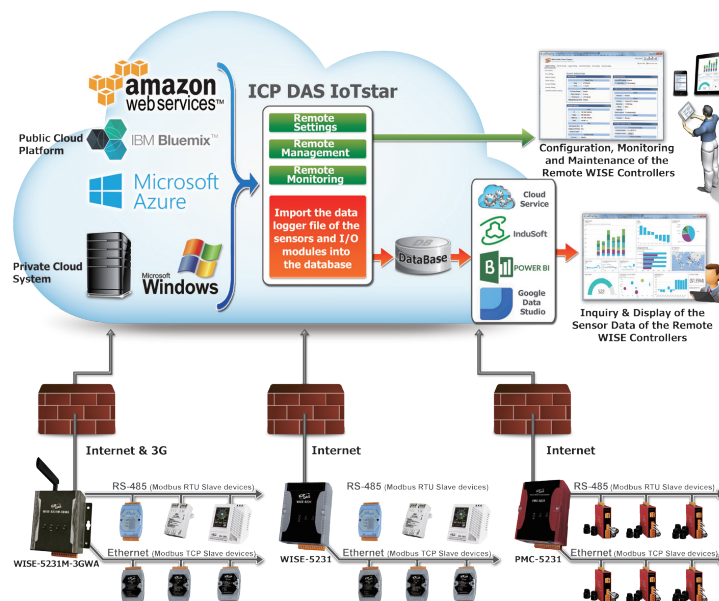 amazon
webservices™
Public Cloud
Platform
IBM Bluemix™
Microsoft
Azure
Private Cloud
System
Microsoft
Windows
ICP DAS IoTstar
Remote
Settings
Remote
Management
Remote
Monitoring
Import the data
logger file of the
sensors and I/O
modules into
the database
DB
DataBase
Cloud
Service
InduSoft
POWER BI
Google
Data
Studio
Configuration, Monitoring
and Maintenance of the
Remote WISE Controllers
Inquiry & Display of the
Sensor Data of the Remote
WISE Controllers
Internet & 3G
Internet
Internet
RS-485 (Modbus RTU Slave devices)
Ethernet (Modbus TCP Slave devices)
WISE-5231M-3GWA
RS-485 (Modbus RTU Slave devices)
Ethernet (Modbus TCP Slave devices)
WISE-5231
RS-485 (Modbus RTU Slave devices)
Ethernet (Modbus TCP Slave devices)
PMC-5231